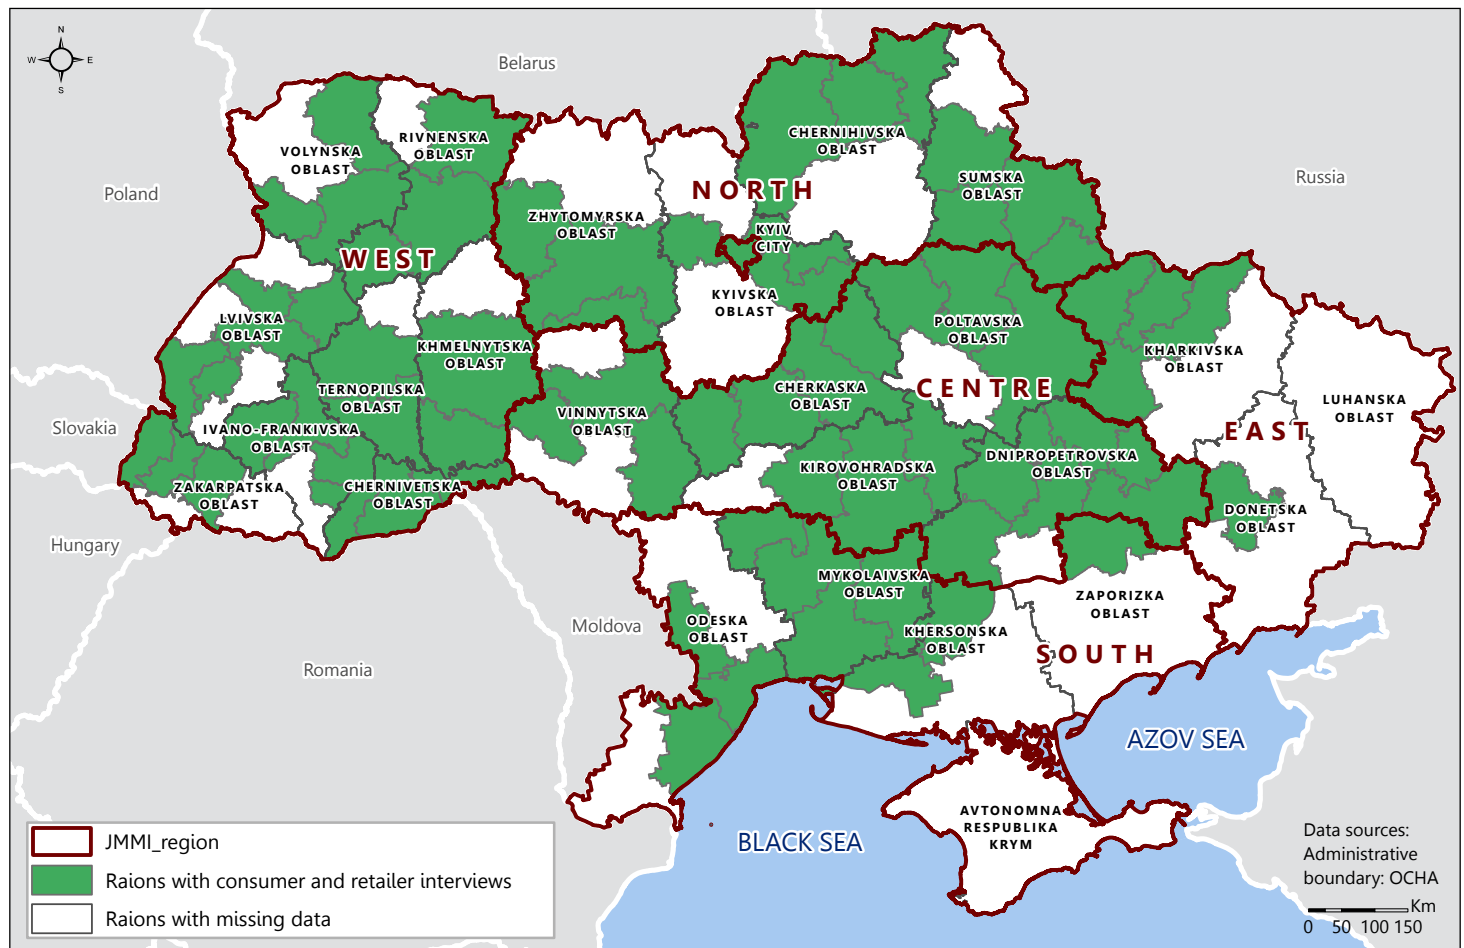 N
W
E
S
Belarus
Poland
Russia
Slovakia
Hungary
Romania
Moldova
VOLYNSKA
OBLAST
RIVNENSKA
OBLAST
CHERNIHIVSKA
OBLAST
SUMSKA
OBLAST
NORTH
ZHYTOMYRSKA
OBLAST
KYIV
CITY
WEST
KYIVSKA
OBLAST
LVIVSKA
OBLAST
KHMELNYTSKA
OBLAST
POLTAVSKA
OBLAST
KHARKIVSKA
OBLAST
TERNOPILSKA
OBLAST
CHERKASKA
OBLAST
CENTRE
LUHANSKA
OBLAST
VINNYTSKA
OBLAST
IVANO-FRANKIVSKA
OBLAST
EAST
KIROVOHRADSKA
OBLAST
DNIPROPETROVSKA
OBLAST
ZAKARPATSKA
OBLAST
CHERNIVETSKA
OBLAST
DONETSKA
OBLAST
MYKOLAIVSKA
OBLAST
ZAPORIZKA
OBLAST
ODESKA
OBLAST
KHERSONSKA
OBLAST
SOUTH
AZOV SEA
BLACK SEA
AVTONOMNA
RESPUBLIKA
KRYM
JMMI_region
Raions with consumer and retailer interviews
Raions with missing data
Data sources:
Administrative
boundary: OCHA
Km
0 50 100 150